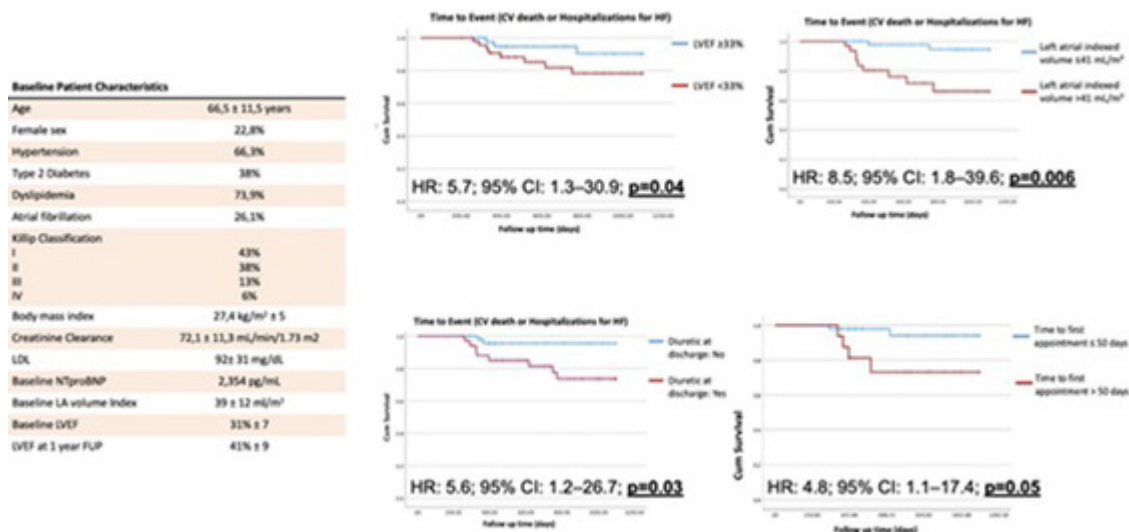 Baseline Patient Characteristics
Age 66,5 ± 11,5 years
Female sex 22,8%
Hypertension 66,3%
Type 2 Diabetes 38%
Dyslipidemia 73,9%
Atrial fibrillation 26,1%
Killip Classification
I 43%
II 38%
III 13%
IV 6%
Body mass index 27,4 kg/m² ± 5
Creatinine Clearance 72,1 ± 11,3 mL/min/1.73 m2
LDL 92± 31 mg/dL
Baseline NTproBNP 2,354 pg/mL
Baseline LA volume Index 39 ± 12 ml/m²
Baseline LVEF 31% ± 7
LVEF at 1 year FUP 41% ± 9
Time to Event (CV death or Hospitalizations for HF)
LVEF ≥33%
LVEF <33%
Cum Survival
HR: 5.7; 95% CI: 1.3–30.9; p=0.04
Follow up time (days)
Time to Event (CV death or Hospitalizations for HF)
Left atrial indexed
volume ≤41 mL/m²
Left atrial indexed
volume >41 mL/m²
Cum Survival
HR: 8.5; 95% CI: 1.8–39.6; p=0.006
Follow up time (days)
Time to Event (CV death or Hospitalizations for HF)
Diuretic at
discharge: No
Diuretic at
discharge: Yes
Cum Survival
HR: 5.6; 95% CI: 1.2–26.7; p=0.03
Follow up time (days)
Time to first
appointment ≤ 50 days
Time to first
appointment > 50 days
Cum Survival
HR: 4.8; 95% CI: 1.1–17.4; p=0.05
Follow up time (days)